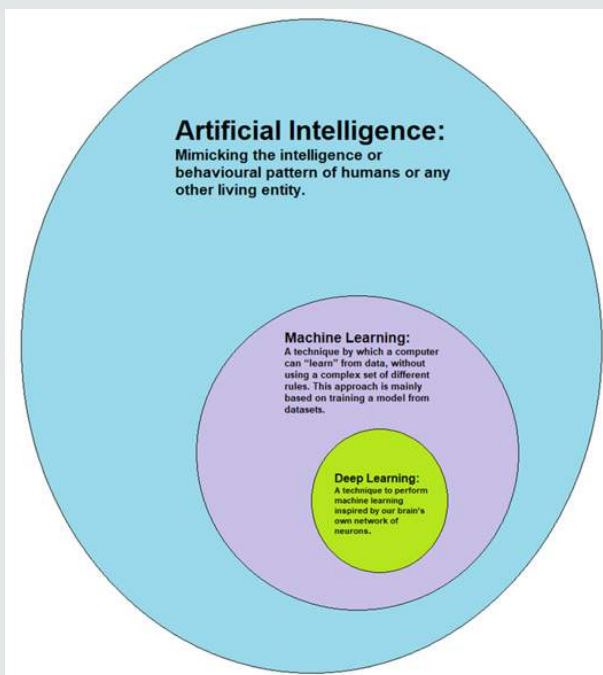 Artificial Intelligence:
Mimicking the intelligence or
behavioural pattern of humans or any
other living entity.
Machine Learning:
A technique by which a computer
can “learn” from data, without
using a complex set of different
rules. This approach is mainly
based on training a model from
datasets.
Deep Learning:
A technique to perform
machine learning
inspired by our brain's
own network of
neurons.